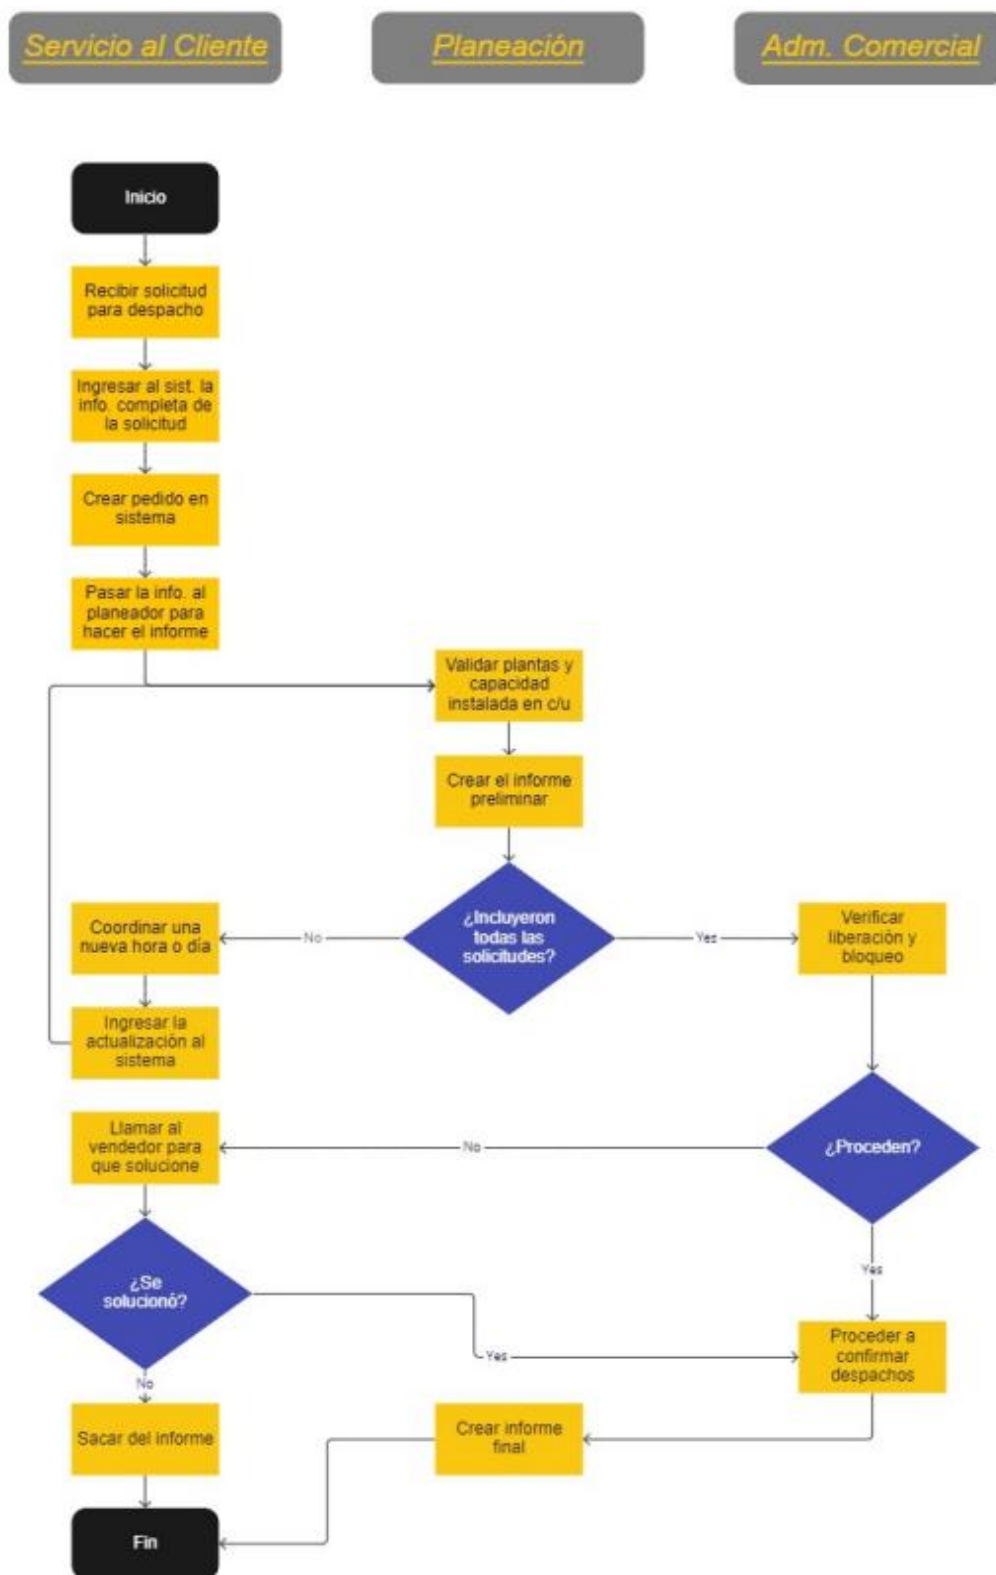 Servicio al Cliente
Planeación
Adm. Comercial
Inicio
Recibir solicitud
para despacho
Ingresar al sist. la
info. completa de
la solicitud
Crear pedido en
sistema
Pasar la info. al
planeador para
hacer el informe
Validar plantas y
capacidad
instalada en c/u
Crear el informe
preliminar
¿Incluyeron
todas las
solicitudes?
No
Yes
Coordinar una
nueva hora o día
Verificar
liberación y
bloqueo
Ingresar la
actualización al
sistema
Llamar al
vendedor para
que solucione
No
¿Proceden?
Yes
¿Se
solucionó?
Yes
No
Proceder a
confirmar
despachos
Sacar del informe
Crear informe
final
Fin